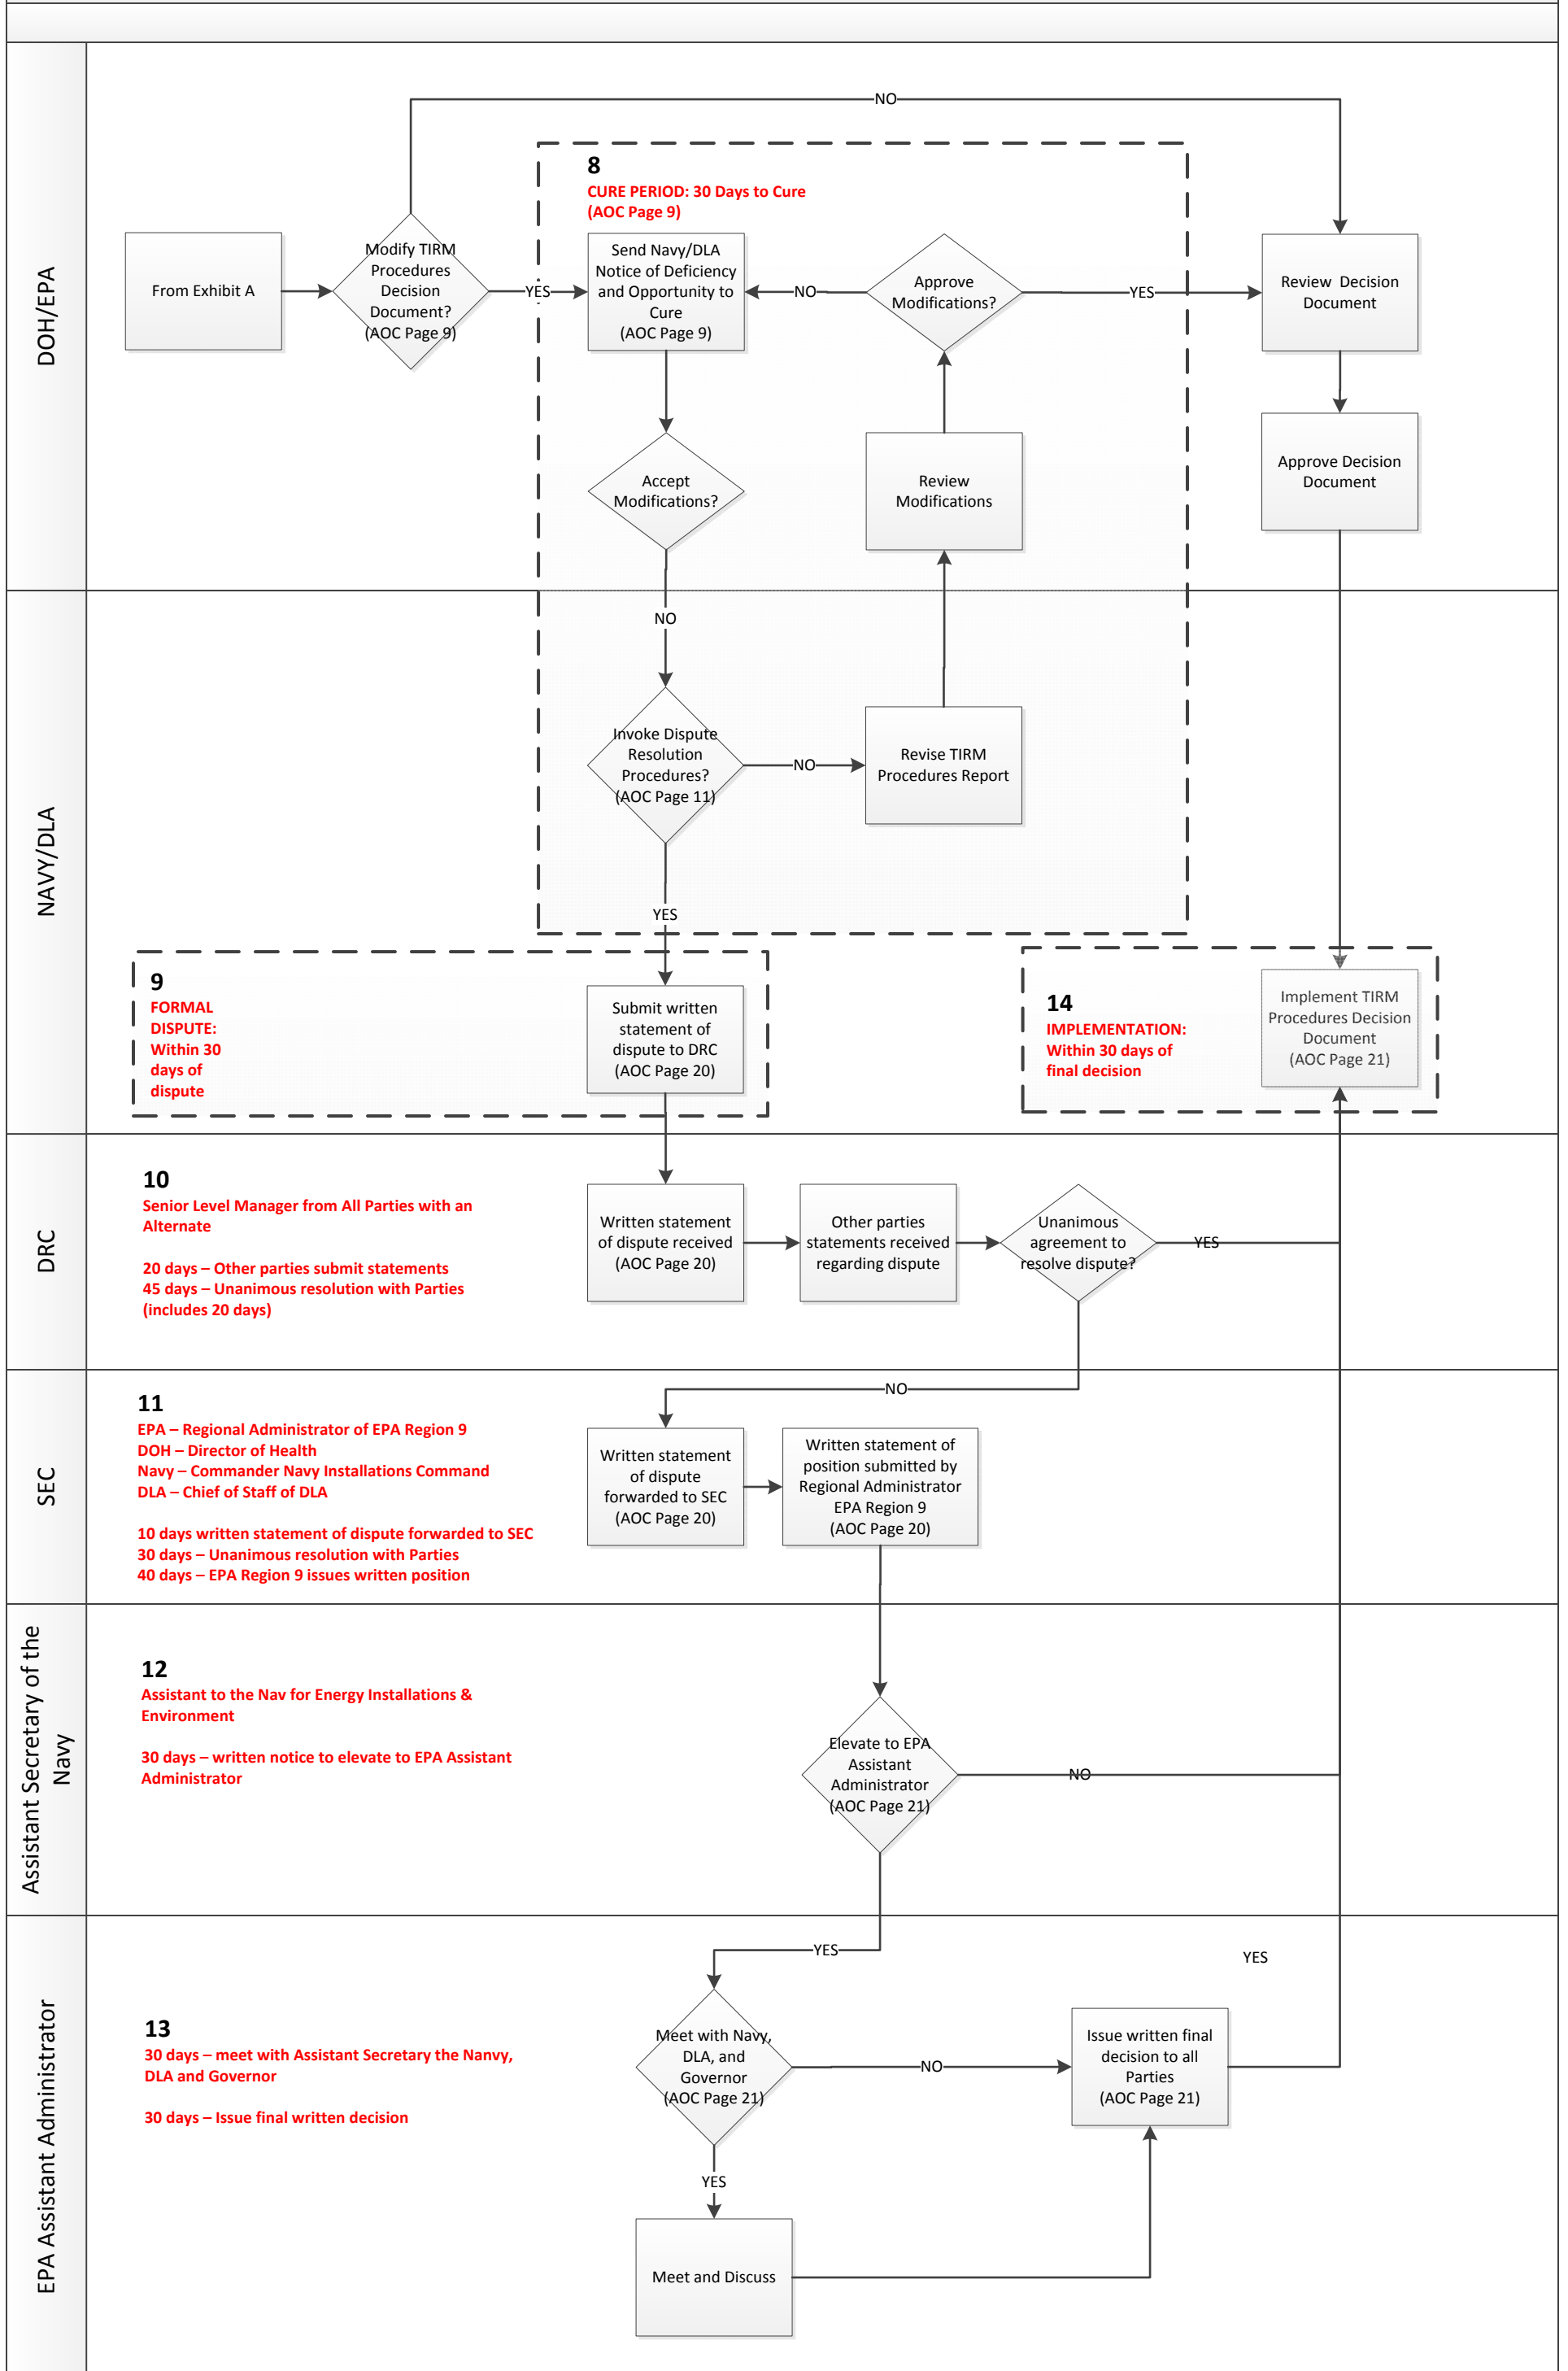 DOH/EPA
NO
8
CURE PERIOD: 30 Days to Cure
(AOC Page 9)
From Exhibit A
Modify TIRM
Procedures
Decision
Document?
(AOC Page 9)
YES
Send Navy/DLA
Notice of Deficiency
and Opportunity to
Cure
(AOC Page 9)
NO
Approve
Modifications?
YES
Review Decision
Document
Accept
Modifications?
Review
Modifications
Approve Decision
Document
NAVY/DLA
NO
Invoke Dispute
Resolution
Procedures?
(AOC Page 11)
NO
Revise TIRM
Procedures Report
YES
9
FORMAL
DISPUTE:
Within 30
days of
dispute
Submit written
statement of
dispute to DRC
(AOC Page 20)
14
IMPLEMENTATION:
Within 30 days of
final decision
Implement TIRM
Procedures Decision
Document
(AOC Page 21)
DRC
10
Senior Level Manager from All Parties with an
Alternate
20 days – Other parties submit statements
45 days – Unanimous resolution with Parties
(includes 20 days)
Written statement
of dispute received
(AOC Page 20)
Other parties
statements received
regarding dispute
Unanimous
agreement to
resolve dispute?
YES
SEC
NO
11
EPA – Regional Administrator of EPA Region 9
DOH – Director of Health
Navy – Commander Navy Installations Command
DLA – Chief of Staff of DLA
10 days written statement of dispute forwarded to SEC
30 days – Unanimous resolution with Parties
40 days – EPA Region 9 issues written position
Written statement
of dispute
forwarded to SEC
(AOC Page 20)
Written statement of
position submitted by
Regional Administrator
EPA Region 9
(AOC Page 20)
Assistant Secretary of the
Navy
12
Assistant to the Nav for Energy Installations &
Environment
30 days – written notice to elevate to EPA Assistant
Administrator
Elevate to EPA
Assistant
Administrator
(AOC Page 21)
NO
EPA Assistant Administrator
YES
YES
13
30 days – meet with Assistant Secretary the Nanvy,
DLA and Governor
30 days – Issue final written decision
Meet with Navy,
DLA, and
Governor
(AOC Page 21)
NO
Issue written final
decision to all
Parties
(AOC Page 21)
YES
Meet and Discuss